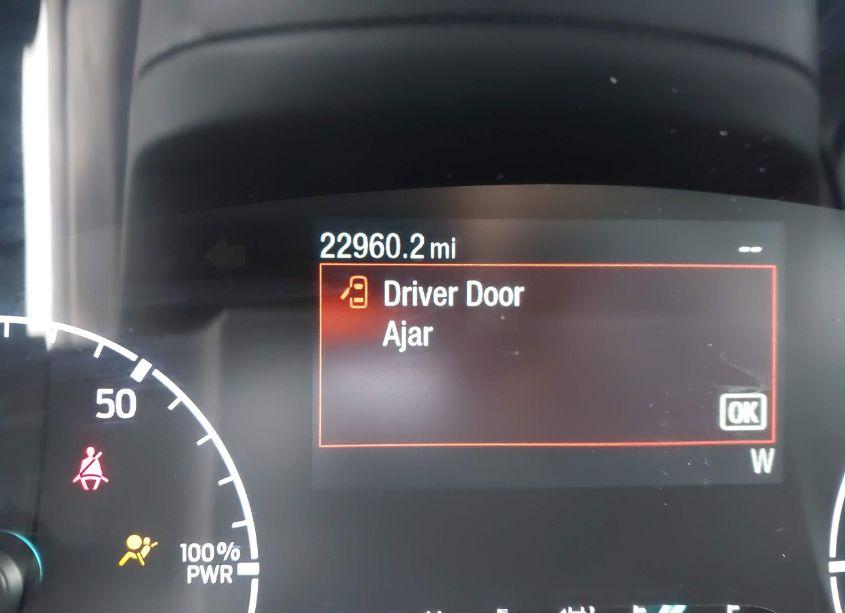 22960.2 mi
--
Driver Door
Ajar
OK
W
50
100%
PWR